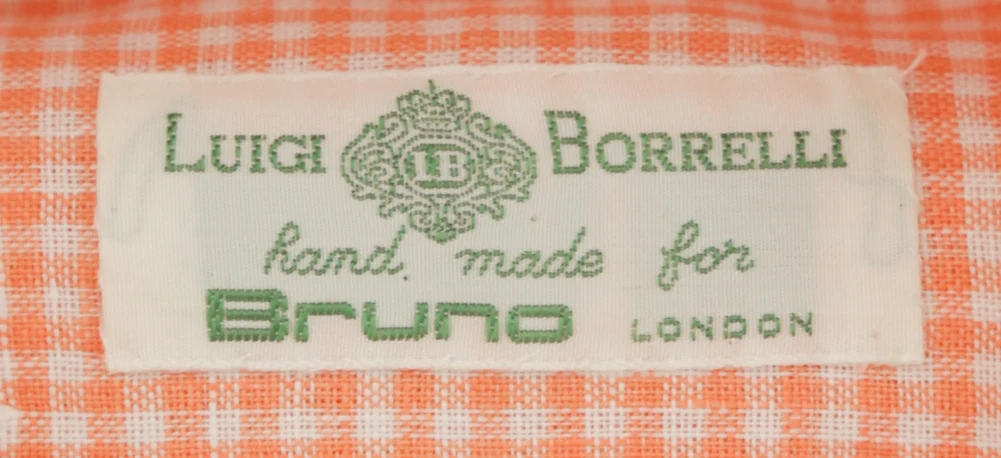 LUIGI LB BORRELLI
hand made for
Bruno LONDON